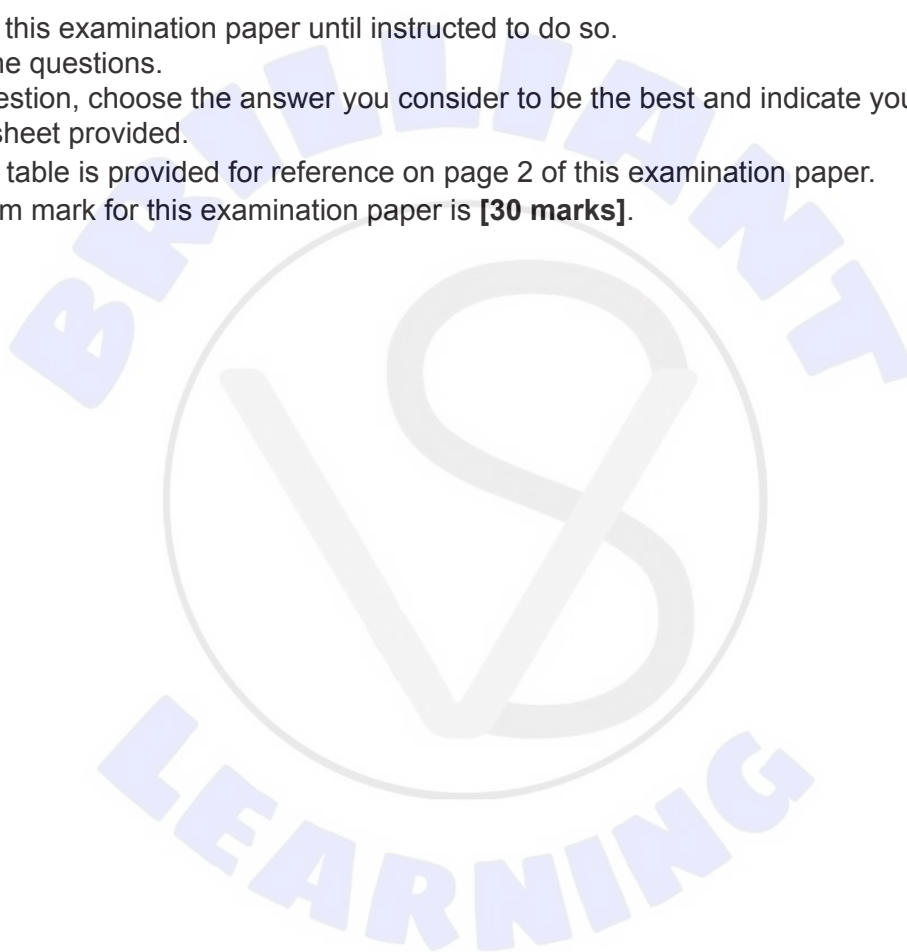 this examination paper until instructed to do so.
ne questions.
estion, choose the answer you consider to be the best and indicate you
sheet provided.
table is provided for reference on page 2 of this examination paper.
m mark for this examination paper is [30 marks].
BRILLIANT
VS
LEARNING